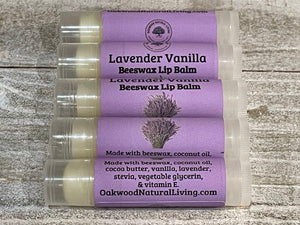 Lavender Vanilla
Beeswax Lip Balm
Lavender Vanilla
Beeswax Lip Balm
Made with beeswax, coconut oil,
Made with beeswax, coconut oil,
cocoa butter, vanilla, lavender,
stevia, vegetable glycerin,
& vitamin E.
OakwoodNaturalLiving.com